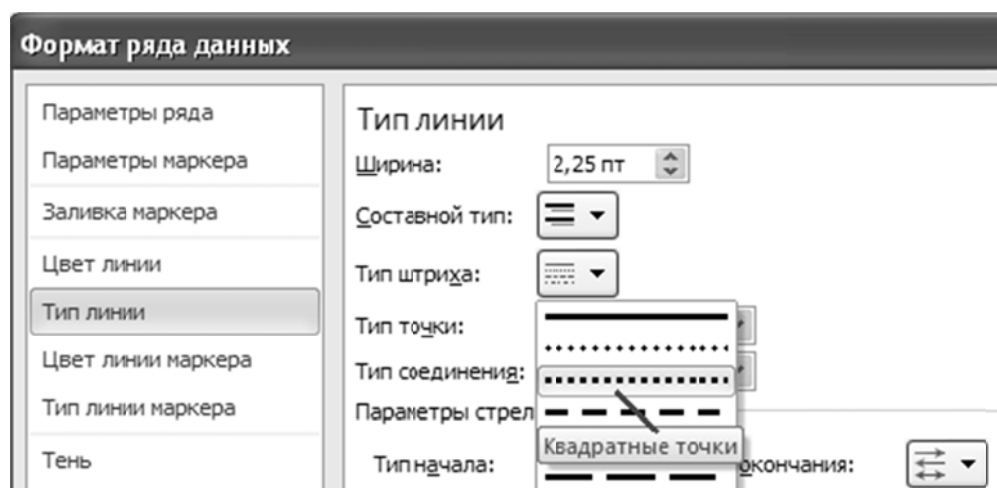 Формат ряда данных
Параметры ряда
Параметры маркера
Заливка маркера
Цвет линии
Тип линии
Цвет линии маркера
Тип линии маркера
Тень
Тип линии
Ширина: 2,25 пт
Составной тип:
Тип штриха:
Тип точки:
Тип соединения:
Параметры стрел
Квадратные точки
Тип начала: окончания: